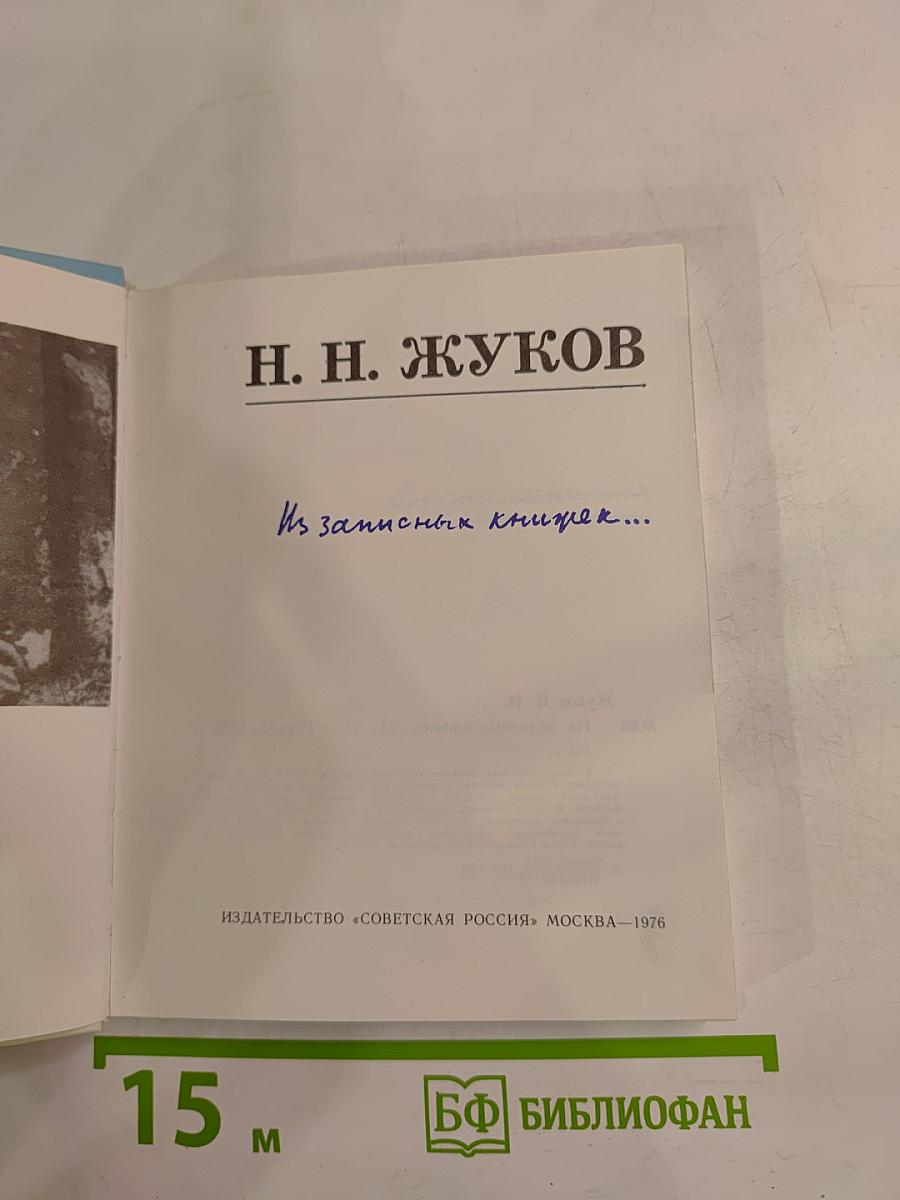 Н. Н. ЖУКОВ
Из записных книжек...
ИЗДАТЕЛЬСТВО «СОВЕТСКАЯ РОССИЯ» МОСКВА—1976
15 м
БФ БИБЛИОФАН